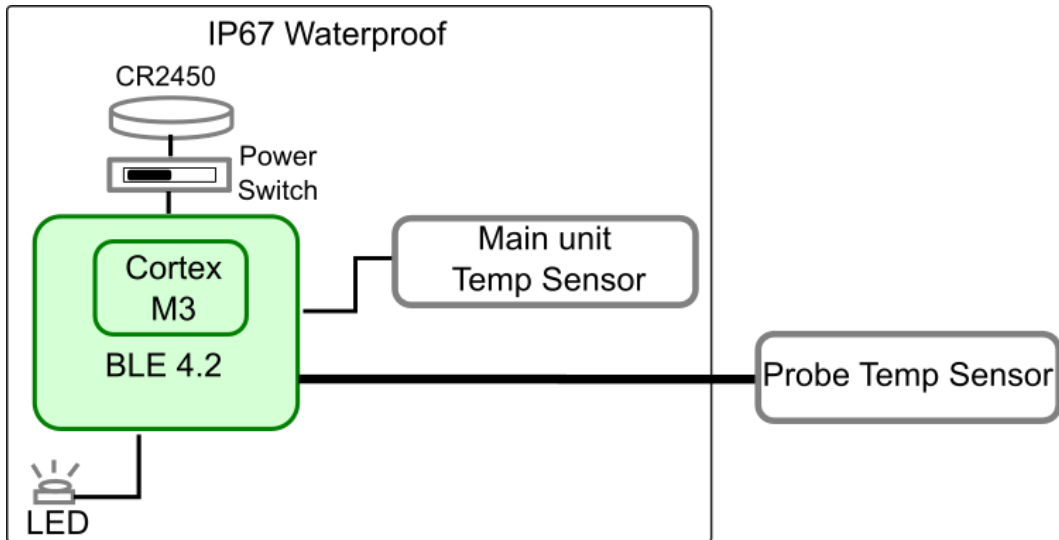 IP67 Waterproof
CR2450
Power
Switch
Main unit
Temp Sensor
Cortex
M3
BLE 4.2
Probe Temp Sensor
LED